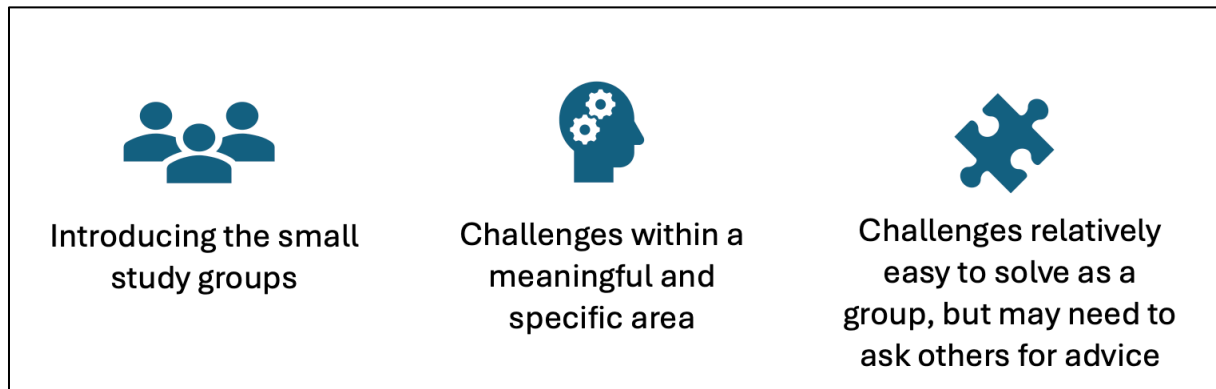 Introducing the small
study groups
Challenges within a
meaningful and
specific area
Challenges relatively
easy to solve as a
group, but may need to
ask others for advice